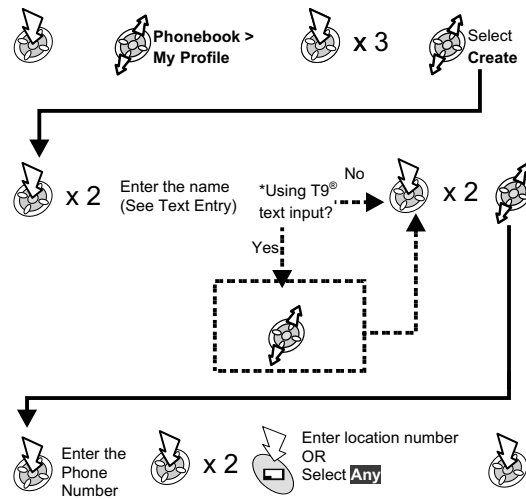 Phonebook >
My Profile
x 3
Select
Create
x 2
Enter the name
(See Text Entry)
*Using T9®
text input?
No
x 2
Yes
Enter the
Phone
Number
x 2
Enter location number
OR
Select Any